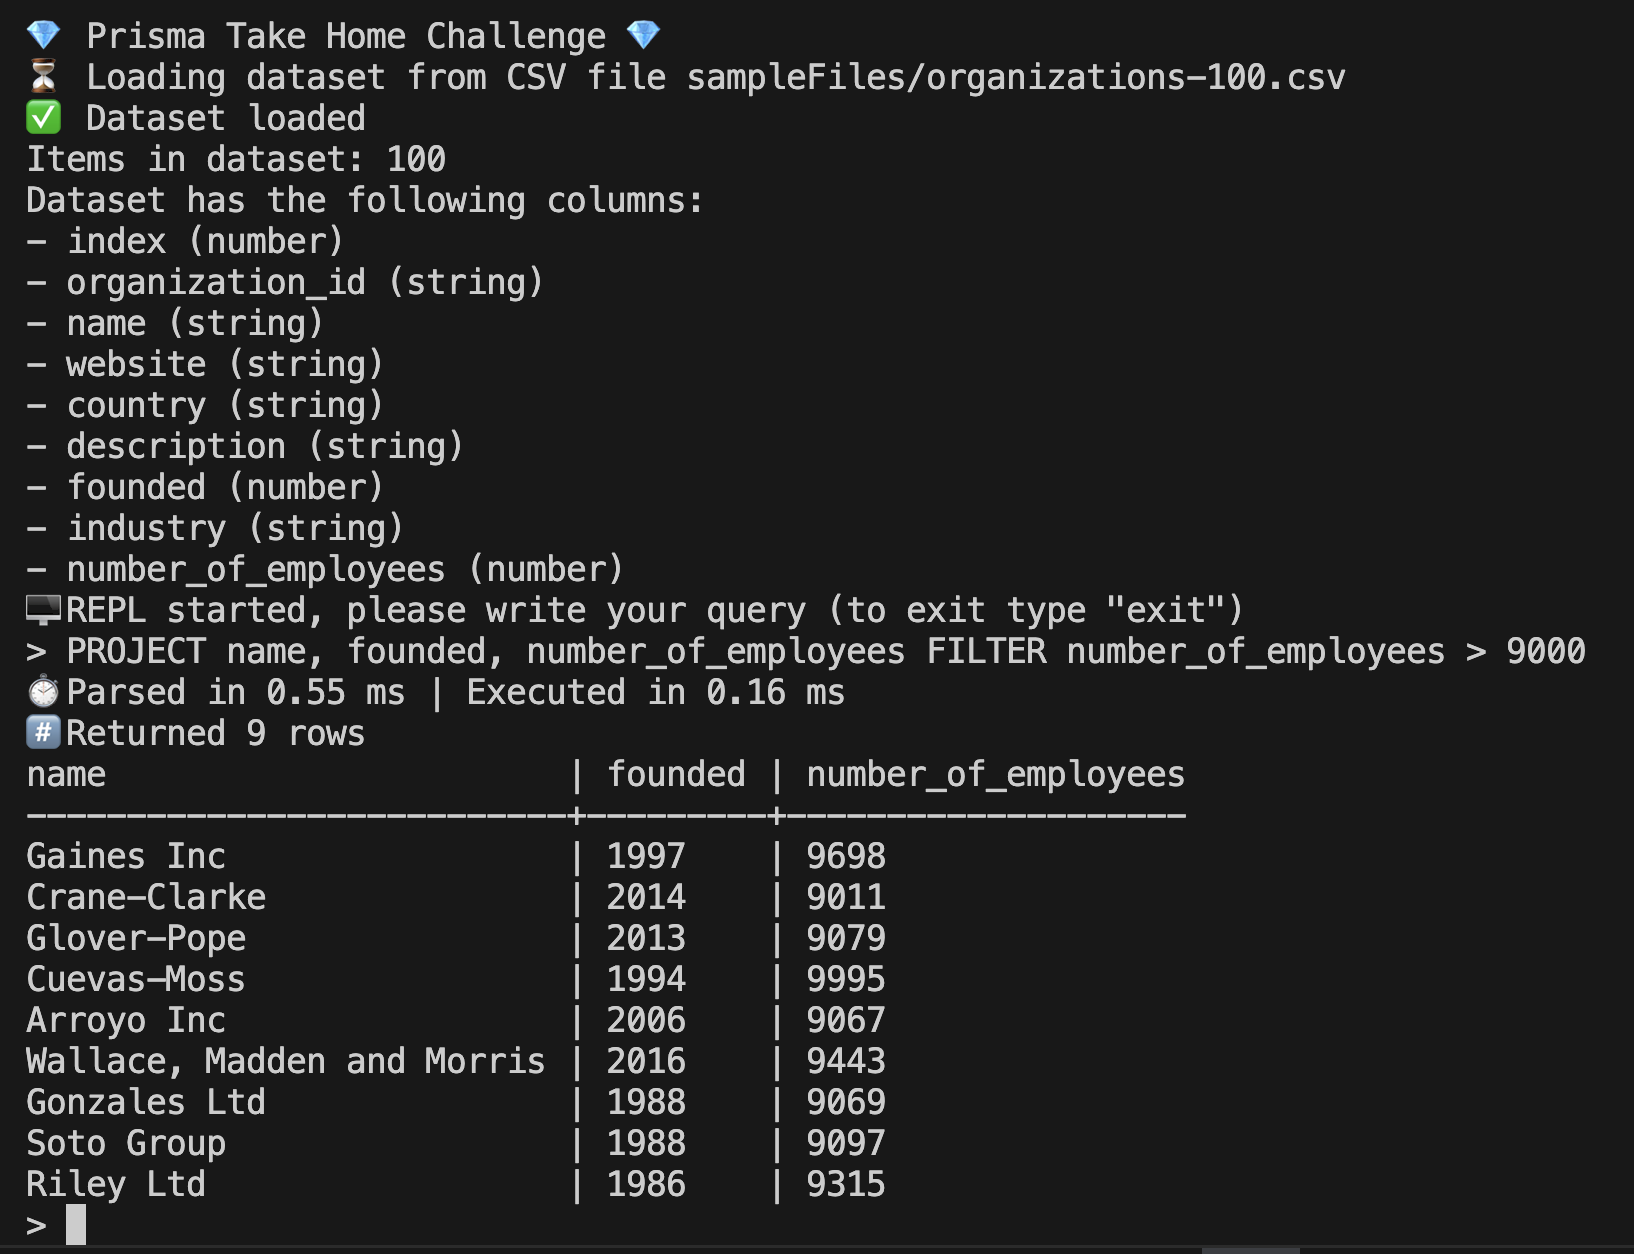 💎 Prisma Take Home Challenge 💎
⏳ Loading dataset from CSV file sampleFiles/organizations-100.csv
✅ Dataset loaded
Items in dataset: 100
Dataset has the following columns:
- index (number)
- organization_id (string)
- name (string)
- website (string)
- country (string)
- description (string)
- founded (number)
- industry (string)
- number_of_employees (number)
🖥️REPL started, please write your query (to exit type "exit")
> PROJECT name, founded, number_of_employees FILTER number_of_employees > 9000
⏱️Parsed in 0.55 ms | Executed in 0.16 ms
#️⃣Returned 9 rows
name                       | founded | number_of_employees
---------------------------+---------+--------------------
Gaines Inc                 | 1997    | 9698
Crane-Clarke               | 2014    | 9011
Glover-Pope                | 2013    | 9079
Cuevas-Moss                | 1994    | 9995
Arroyo Inc                 | 2006    | 9067
Wallace, Madden and Morris | 2016    | 9443
Gonzales Ltd               | 1988    | 9069
Soto Group                 | 1988    | 9097
Riley Ltd                  | 1986    | 9315
>